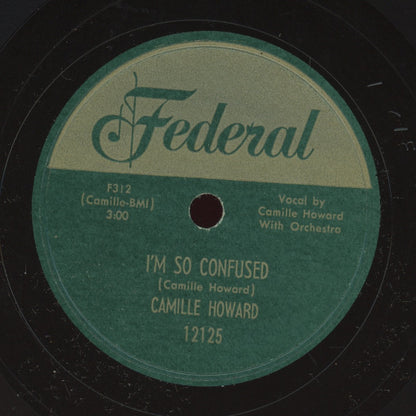 Federal
F312
(Camille-BMI)
3:00
Vocal by
Camille Howard
With Orchestra
I'M SO CONFUSED
(Camille Howard)
CAMILLE HOWARD
12125